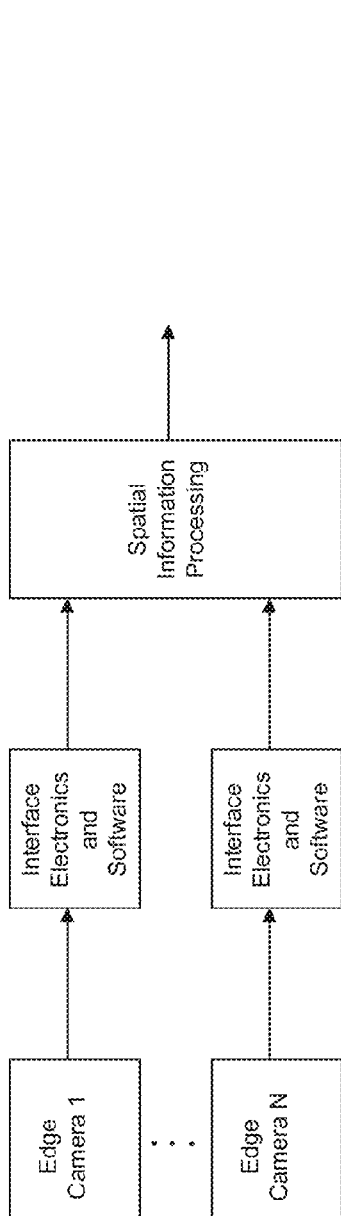 Edge
Camera 1
Interface
Electronics
and
Software
Spatial
Information
Processing
. . .
Edge
Camera N
Interface
Electronics
and
Software